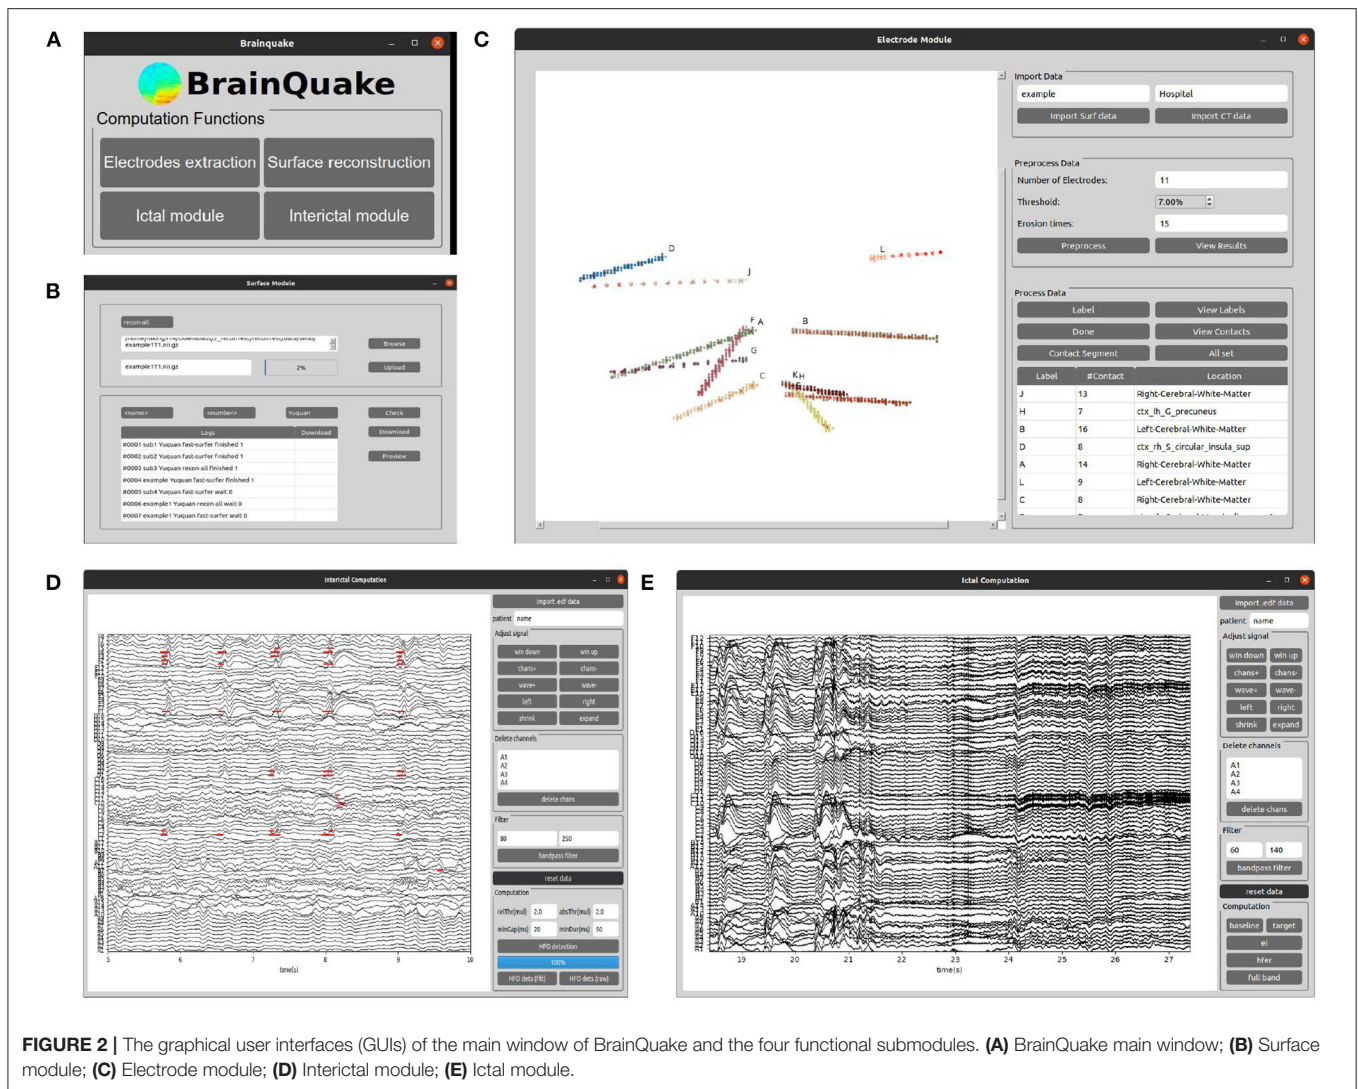 A
Brainquake
BrainQuake
Computation Functions
Electrodes extraction
Surface reconstruction
Ictal module
Interictal module
B
Surface Module
recon-all
example1T1.nii.gz
Browse
example1T1.nii.gz
2%
Upload
<name>
<number>
Yuquan
Check
Logs
Download
Download
#0001 sub1 Yuquan fast-surfer finished 1
#0002 sub2 Yuquan fast-surfer finished 1
#0003 sub3 Yuquan recon-all finished 1
Preview
#0004 example Yuquan fast-surfer finished 1
#0005 sub4 Yuquan fast-surfer wait 0
#0006 example1 Yuquan recon-all wait 0
#0007 example1 Yuquan fast-surfer wait 0
C
Electrode Module
D
L
J
F
A
B
G
C
K
H
Import Data
example
Hospital
Import Surf data
Import CT data
Preprocess Data
Number of Electrodes:
11
Threshold:
7.00%
Erosion times:
15
Preprocess
View Results
Process Data
Label
View Labels
Done
View Contacts
Contact Segment
All set
Label
#Contact
Location
J
13
Right-Cerebral-White-Matter
H
7
ctx_lh_G_precuneus
B
16
Left-Cerebral-White-Matter
D
8
ctx_rh_S_circular_insula_sup
A
14
Right-Cerebral-White-Matter
L
9
Left-Cerebral-White-Matter
C
8
Right-Cerebral-White-Matter
D
Interictal Computation
5
6
7
8
9
10
time(s)
import .edf data
patient
name
Adjust signal
win down
win up
chans+
chans-
wave+
wave-
left
right
shrink
expand
Delete channels
A1
A2
A3
A4
delete chans
Filter
80
250
bandpass filter
reset data
Computation
relThr(mul)
2.0
absThr(mul)
2.0
minGap(ms)
20
minDur(ms)
50
HFO detection
100%
HFO dets (filt)
HFO dets (raw)
E
Ictal Computation
19
20
21
22
23
24
25
26
27
time(s)
import .edf data
patient
name
Adjust signal
win down
win up
chans+
chans-
wave+
wave-
left
right
shrink
expand
Delete channels
A1
A2
A3
A4
delete chans
Filter
60
140
bandpass filter
reset data
Computation
baseline
target
ei
hfer
full band
FIGURE 2 | The graphical user interfaces (GUIs) of the main window of BrainQuake and the four functional submodules. (A) BrainQuake main window; (B) Surface
module; (C) Electrode module; (D) Interictal module; (E) Ictal module.